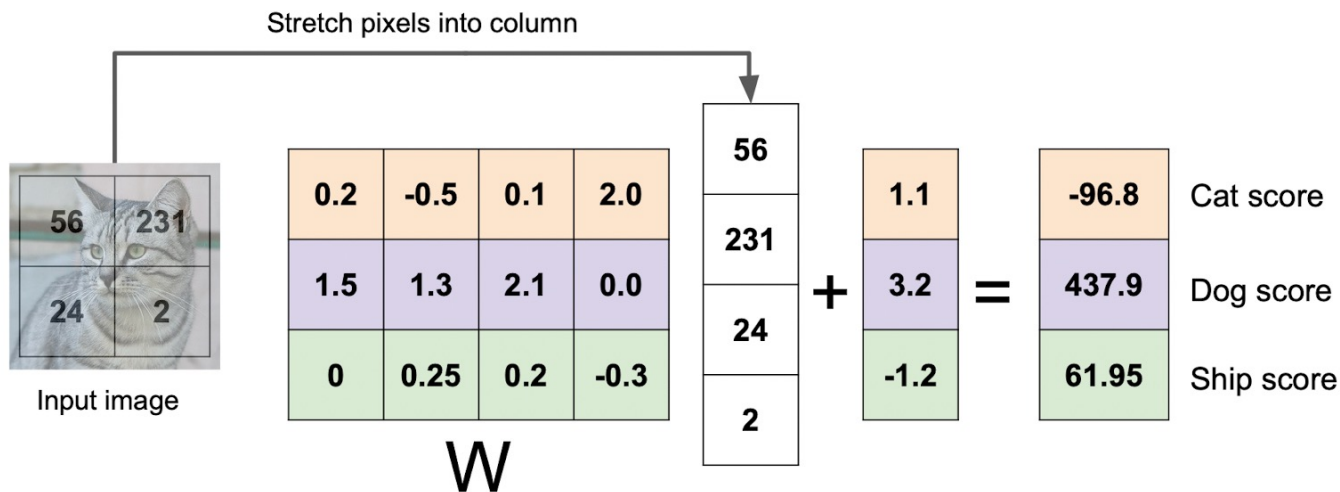 Stretch pixels into column
56 231
24 2
Input image
0.2 -0.5 0.1 2.0
1.5 1.3 2.1 0.0
0 0.25 0.2 -0.3
W
56
231
24
2
+
1.1
3.2
-1.2
=
-96.8 Cat score
437.9 Dog score
61.95 Ship score